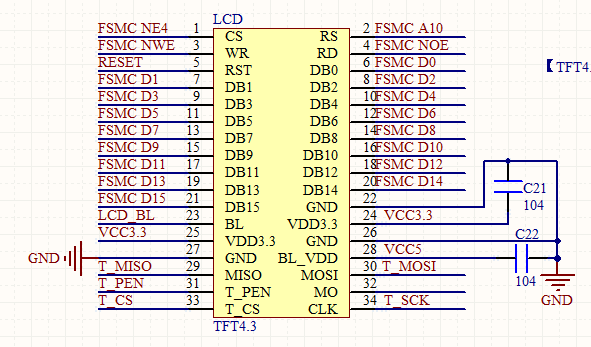 LCD
FSMC NE4 1 CS RS 2 FSMC A10
FSMC NWE 3 WR RD 4 FSMC NOE
RESET 5 RST DB0 6 FSMC D0
FSMC D1 7 DB1 DB2 8 FSMC D2
FSMC D3 9 DB3 DB4 10 FSMC D4
FSMC D5 11 DB5 DB6 12 FSMC D6
FSMC D7 13 DB7 DB8 14 FSMC D8
FSMC D9 15 DB9 DB10 16 FSMC D10
FSMC D11 17 DB11 DB12 18 FSMC D12
FSMC D13 19 DB13 DB14 20 FSMC D14
FSMC D15 21 DB15 GND 22
LCD_BL 23 BL VDD3.3 24 VCC3.3
VCC3.3 25 VDD3.3 GND 26
GND 27 GND BL_VDD 28 VCC5
T_MISO 29 MISO MOSI 30 T_MOSI
T_PEN 31 T_PEN MO 32
T_CS 33 T_CS CLK 34 T_SCK
TFT4.3
【TFT4.
C21
104
C22
104
GND